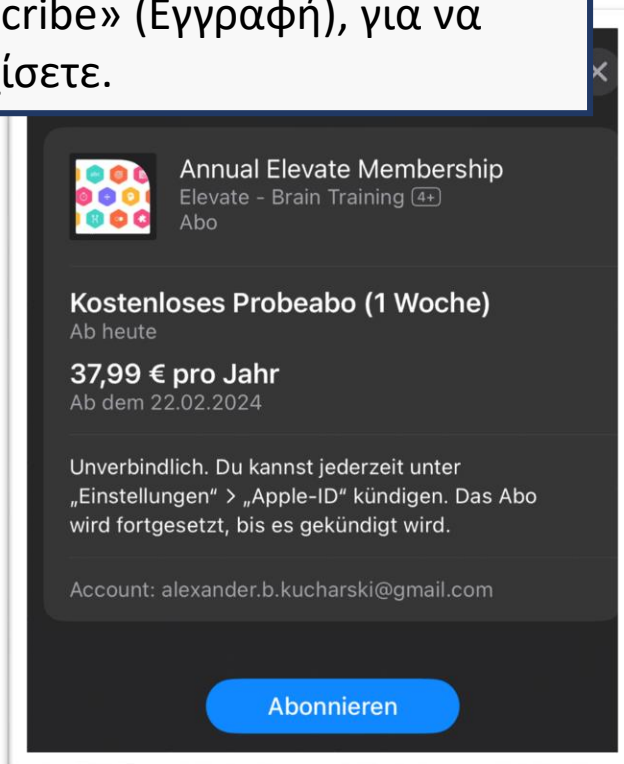 cribe» (Εγγραφή), για να
ίσετε.
Annual Elevate Membership
Elevate - Brain Training 4+
Abo
Kostenloses Probeabo (1 Woche)
Ab heute
37,99 € pro Jahr
Ab dem 22.02.2024
Unverbindlich. Du kannst jederzeit unter
„Einstellungen“ > „Apple-ID“ kündigen. Das Abo
wird fortgesetzt, bis es gekündigt wird.
Account: alexander.b.kucharski@gmail.com
Abonnieren